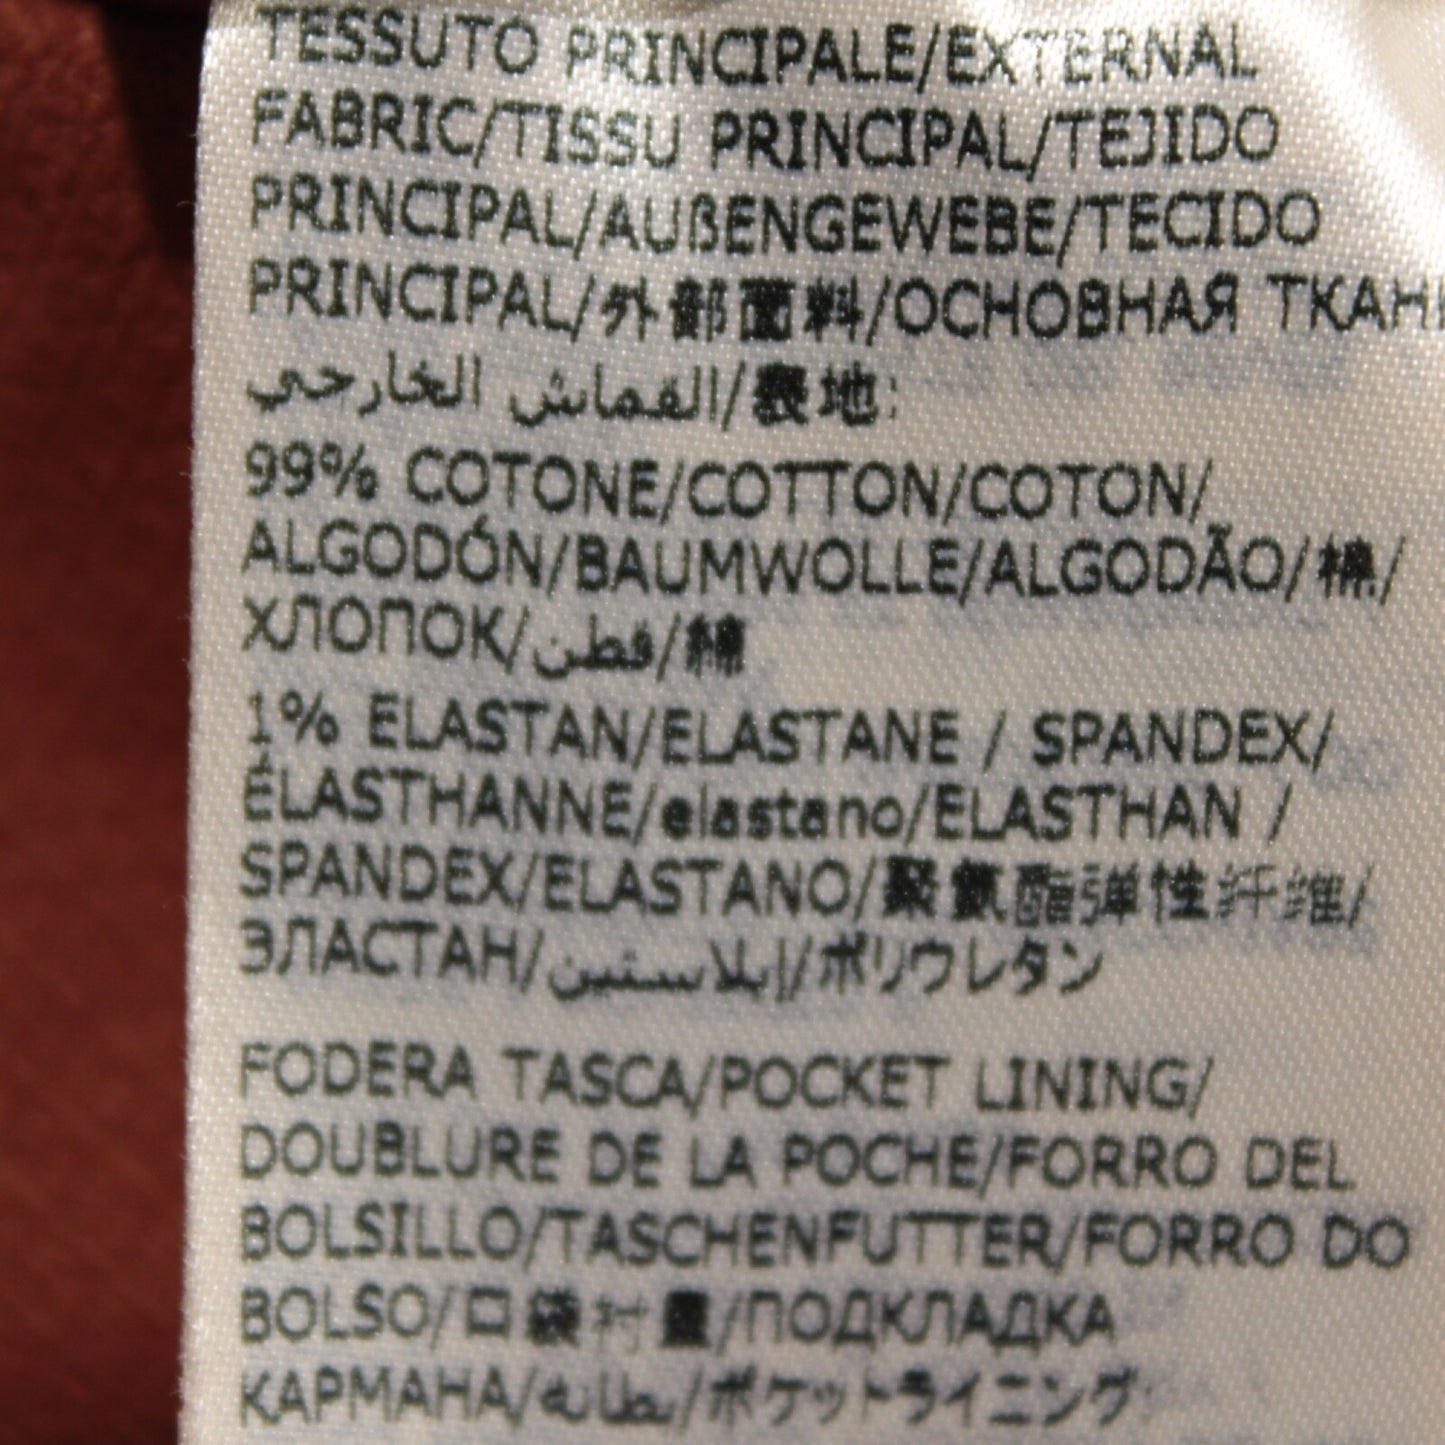 TESSUTO PRINCIPALE/EXTERNAL
FABRIC/TISSU PRINCIPAL/TEJIDO
PRINCIPAL/AUßENGEWEBE/TECIDO
PRINCIPAL/外部面料/ОСНОВНАЯ ТКАН
القماش الخارجي/表地:
99% COTONE/COTTON/COTON/
ALGODÓN/BAUMWOLLE/ALGODÃO/棉/
ХЛОПОК/قطن/綿
1% ELASTAN/ELASTANE / SPANDEX/
ÉLASTHANNE/elastano/ELASTHAN /
SPANDEX/ELASTANO/聚氨酯弹性纤维/
ЭЛАСТАН/إيلاستين/ポリウレタン
FODERA TASCA/POCKET LINING/
DOUBLURE DE LA POCHE/FORRO DEL
BOLSILLO/TASCHENFUTTER/FORRO DO
BOLSO/口袋衬里/ПОДКЛАДКА
КАРМАНА/بطانة/ポケットライニング: